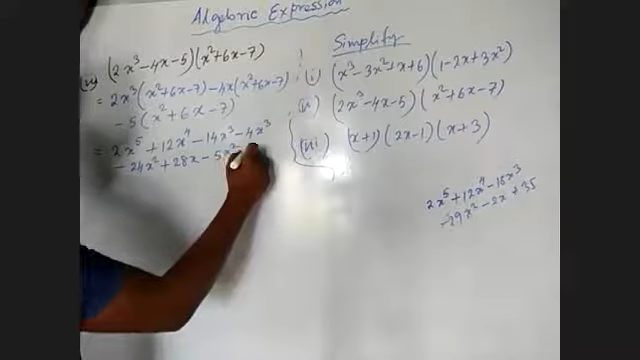 Algebric Expression
(ii) (2x³-4x-5)(x²+6x-7)
= 2x³(x²+6x-7)-4x(x²+6x-7)
-5(x²+6x-7)
= 2x⁵+12x⁴-14x³-4x³
-24x²+28x-5x²
Simplify
(i) (x³-3x²+x+6)(1-2x+3x²)
(ii) (2x³-4x-5)(x²+6x-7)
(iii) (x+1)(2x-1)(x+3)
2x⁵+12x⁴-18x³
-29x²-2x+35